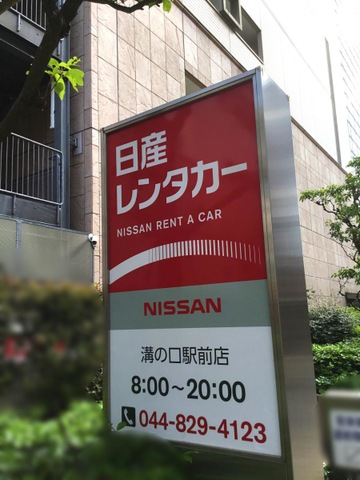 日産
レンタカー
NISSAN RENT A CAR
NISSAN
溝の口駅前店
8:00～20:00
044-829-4123